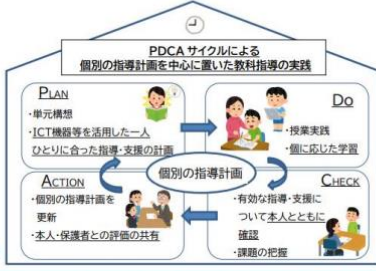 PDCAサイクルによる
個別の指導計画を中心に置いた教科指導の実践
PLAN
・単元構想
・ICT機器等を活用した一人
ひとりに合った指導・支援の計画
DO
・授業実践
・個に応じた学習
個別の指導計画
ACTION
・個別の指導計画を
更新
・本人・保護者との評価の共有
CHECK
・有効な指導・支援に
ついて本人とともに
確認
・課題の把握